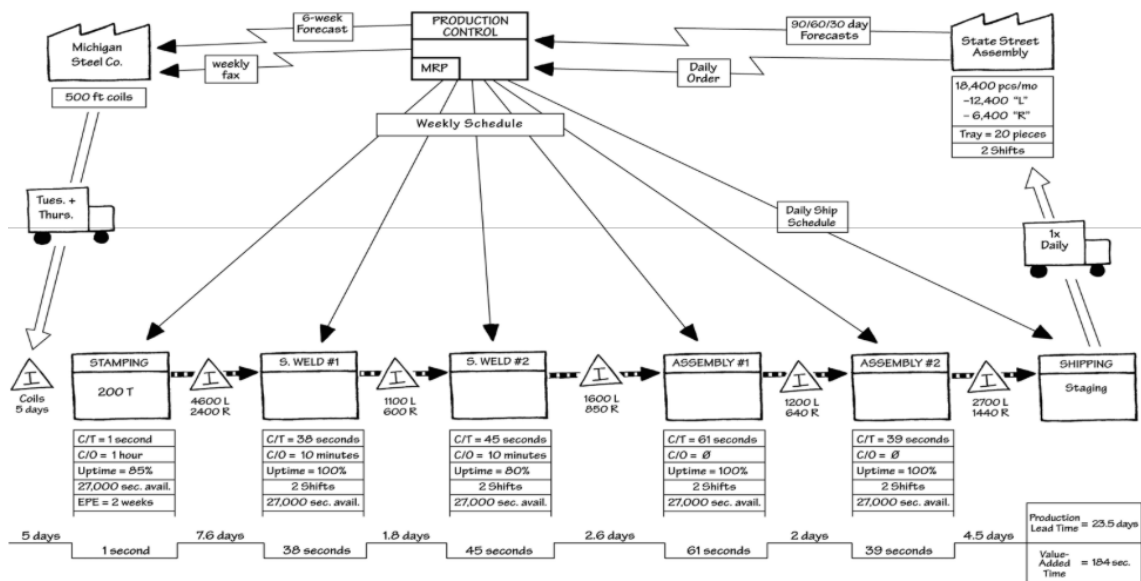 Michigan
Steel Co.
500 ft coils
6-week
Forecast
weekly
fax
PRODUCTION
CONTROL
MRP
90/60/30 day
Forecasts
Daily
Order
State Street
Assembly
18,400 pcs/mo
-12,400 "L"
- 6,400 "R"
Tray = 20 pieces
2 Shifts
Weekly Schedule
Tues. +
Thurs.
Daily Ship
Schedule
1x
Daily
I
Coils
5 days
STAMPING
200 T
C/T = 1 second
C/O = 1 hour
Uptime = 85%
27,000 sec. avail.
EPE = 2 weeks
I
4600 L
2400 R
S. WELD #1
C/T = 38 seconds
C/O = 10 minutes
Uptime = 100%
2 Shifts
27,000 sec. avail.
I
1100 L
600 R
S. WELD #2
C/T = 45 seconds
C/O = 10 minutes
Uptime = 80%
2 Shifts
27,000 sec. avail.
I
1600 L
850 R
ASSEMBLY #1
C/T = 61 seconds
C/O = Ø
Uptime = 100%
2 Shifts
27,000 sec. avail.
I
1200 L
640 R
ASSEMBLY #2
C/T = 39 seconds
C/O = Ø
Uptime = 100%
2 Shifts
27,000 sec. avail.
I
2700 L
1440 R
SHIPPING
Staging
5 days
1 second
7.6 days
38 seconds
1.8 days
45 seconds
2.6 days
61 seconds
2 days
39 seconds
4.5 days
Production
Lead Time = 23.5 days
Value-
Added = 184 sec.
Time